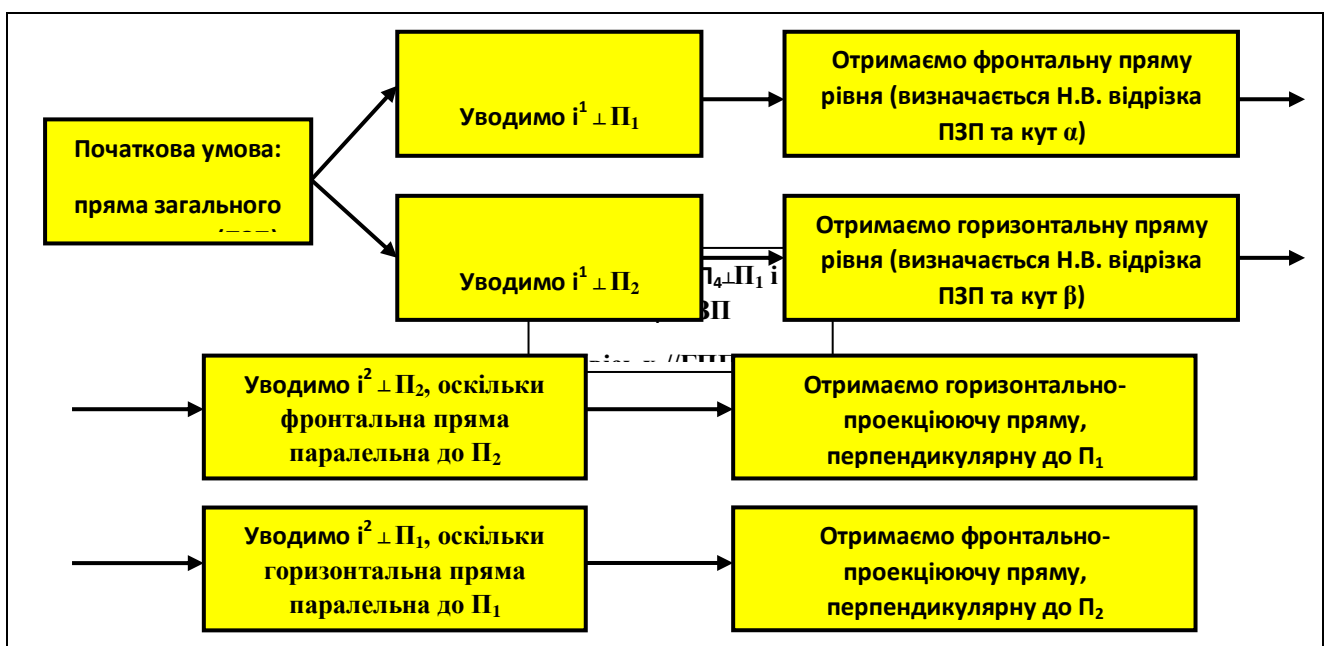 Початкова умова:
пряма загального
Уводимо i¹ ⊥ П₁
Отримаємо фронтальну пряму
рівня (визначається Н.В. відрізка
ПЗП та кут α)
Уводимо i¹ ⊥ П₂
Отримаємо горизонтальну пряму
рівня (визначається Н.В. відрізка
ПЗП та кут β)
П₄⊥П₁ і
Уводимо i² ⊥ П₂, оскільки
фронтальна пряма
паралельна до П₂
Отримаємо горизонтально-
проекціюючу пряму,
перпендикулярну до П₁
Уводимо i² ⊥ П₁, оскільки
горизонтальна пряма
паралельна до П₁
Отримаємо фронтально-
проекціюючу пряму,
перпендикулярну до П₂